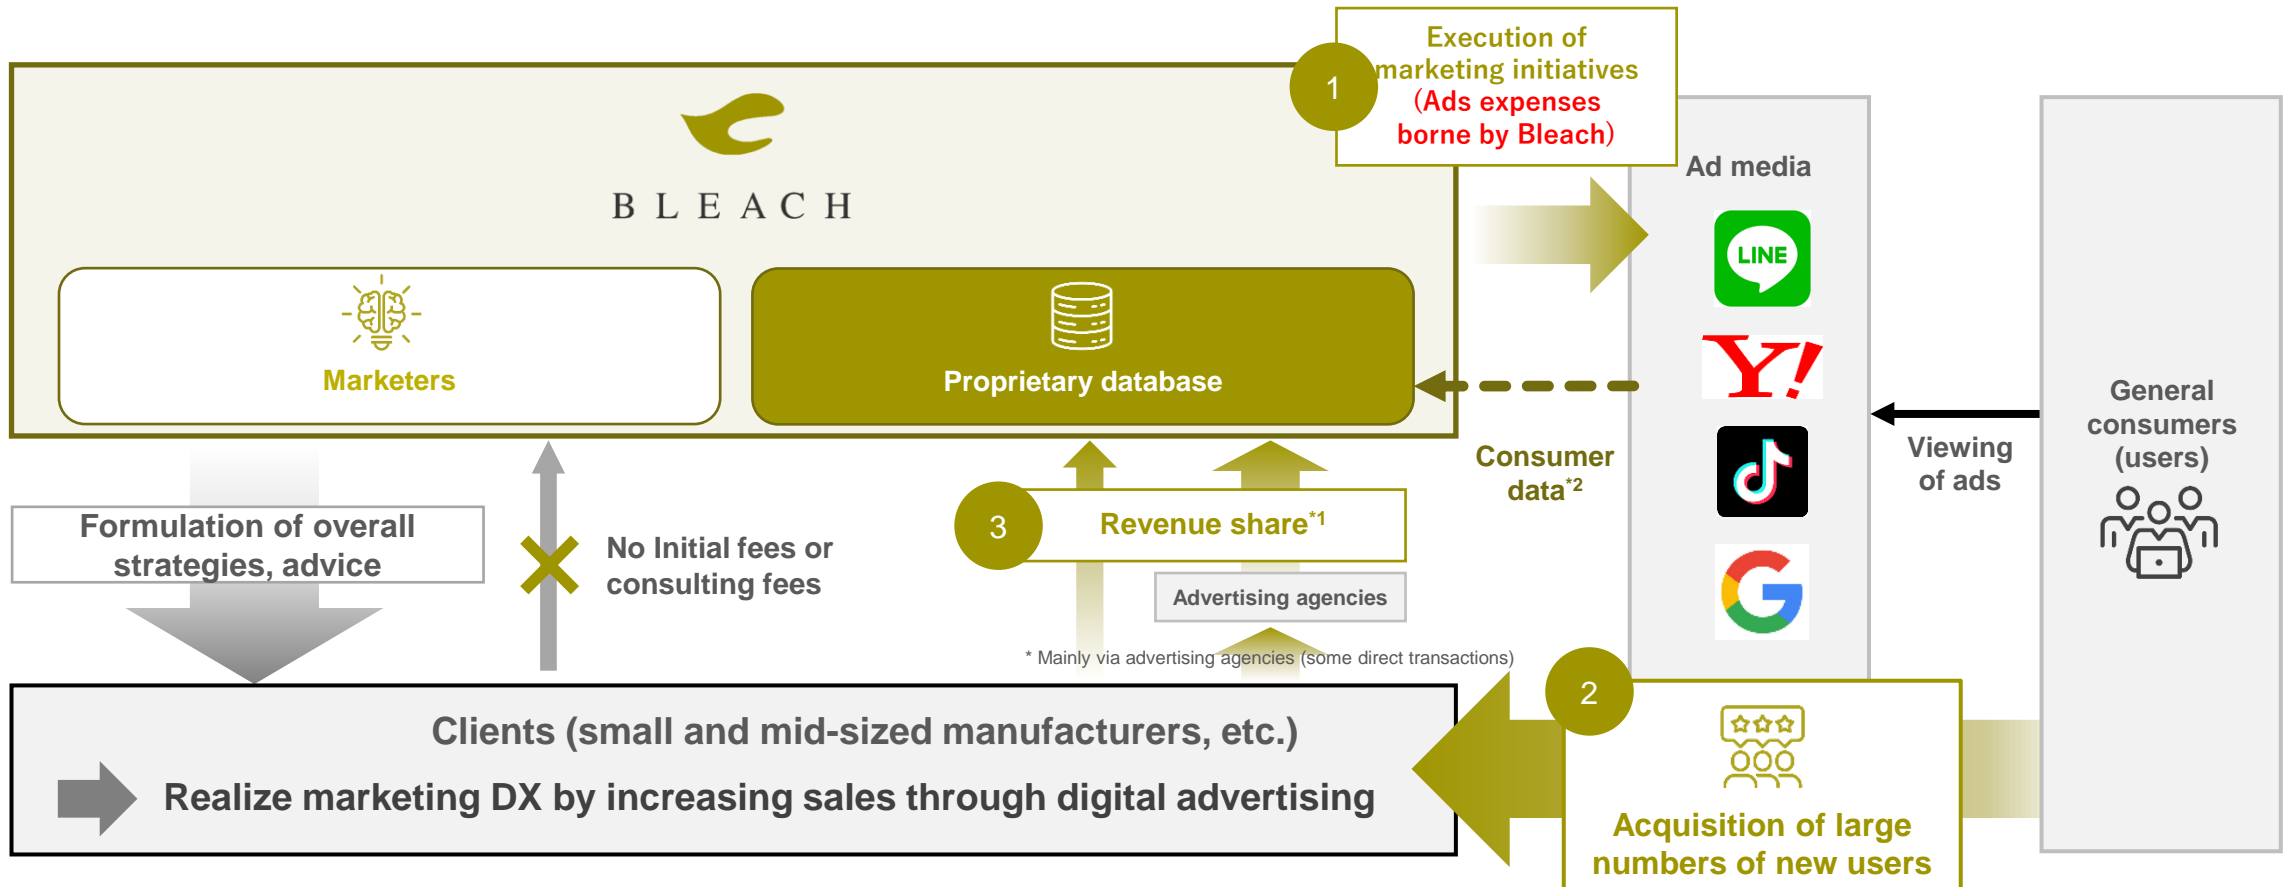 1
Execution of
marketing initiatives
(Ads expenses
borne by Bleach)
BLEACH
Marketers
Proprietary database
Ad media
LINE
Y!
G
Consumer
data*2
Viewing
of ads
General
consumers
(users)
Formulation of overall
strategies, advice
No Initial fees or
consulting fees
3
Revenue share*1
Advertising agencies
* Mainly via advertising agencies (some direct transactions)
Clients (small and mid-sized manufacturers, etc.)
Realize marketing DX by increasing sales through digital advertising
2
Acquisition of large
numbers of new users